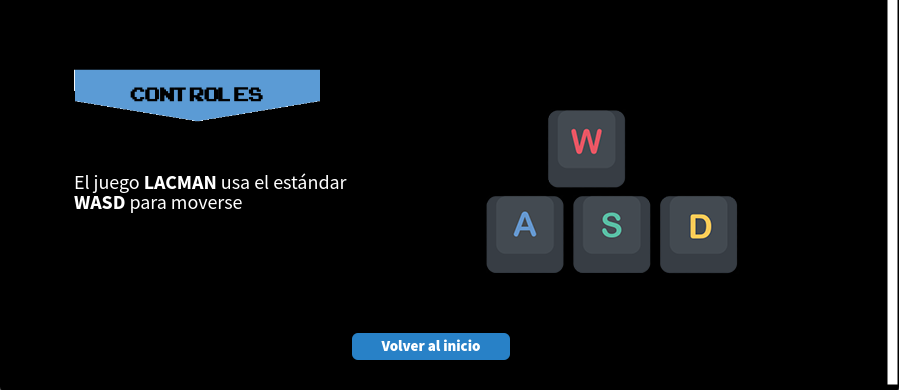 CONTROLES
El juego LACMAN usa el estándar
WASD para moverse
W
A S D
Volver al inicio